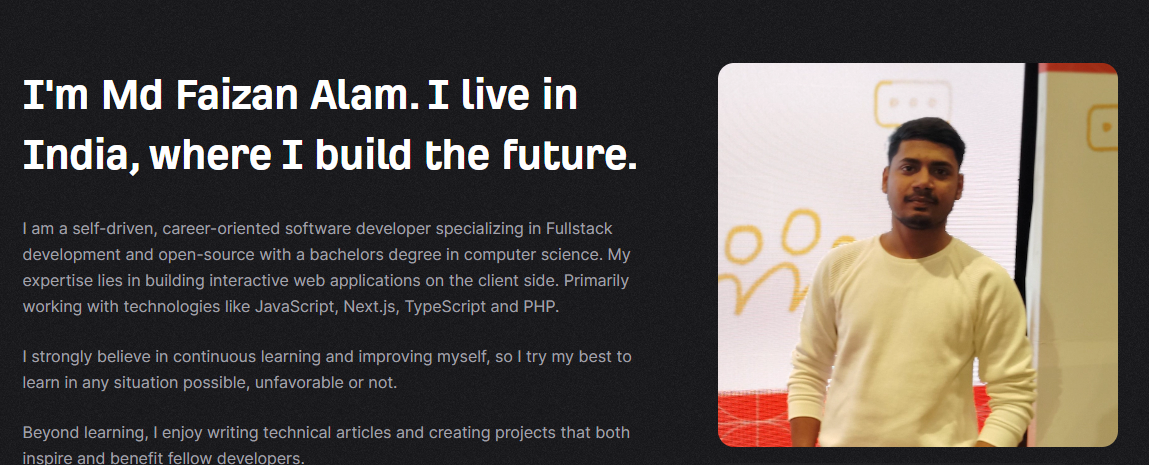 I'm Md Faizan Alam. I live in
India, where I build the future.
I am a self-driven, career-oriented software developer specializing in Fullstack
development and open-source with a bachelors degree in computer science. My
expertise lies in building interactive web applications on the client side. Primarily
working with technologies like JavaScript, Next.js, TypeScript and PHP.
I strongly believe in continuous learning and improving myself, so I try my best to
learn in any situation possible, unfavorable or not.
Beyond learning, I enjoy writing technical articles and creating projects that both
inspire and benefit fellow developers.